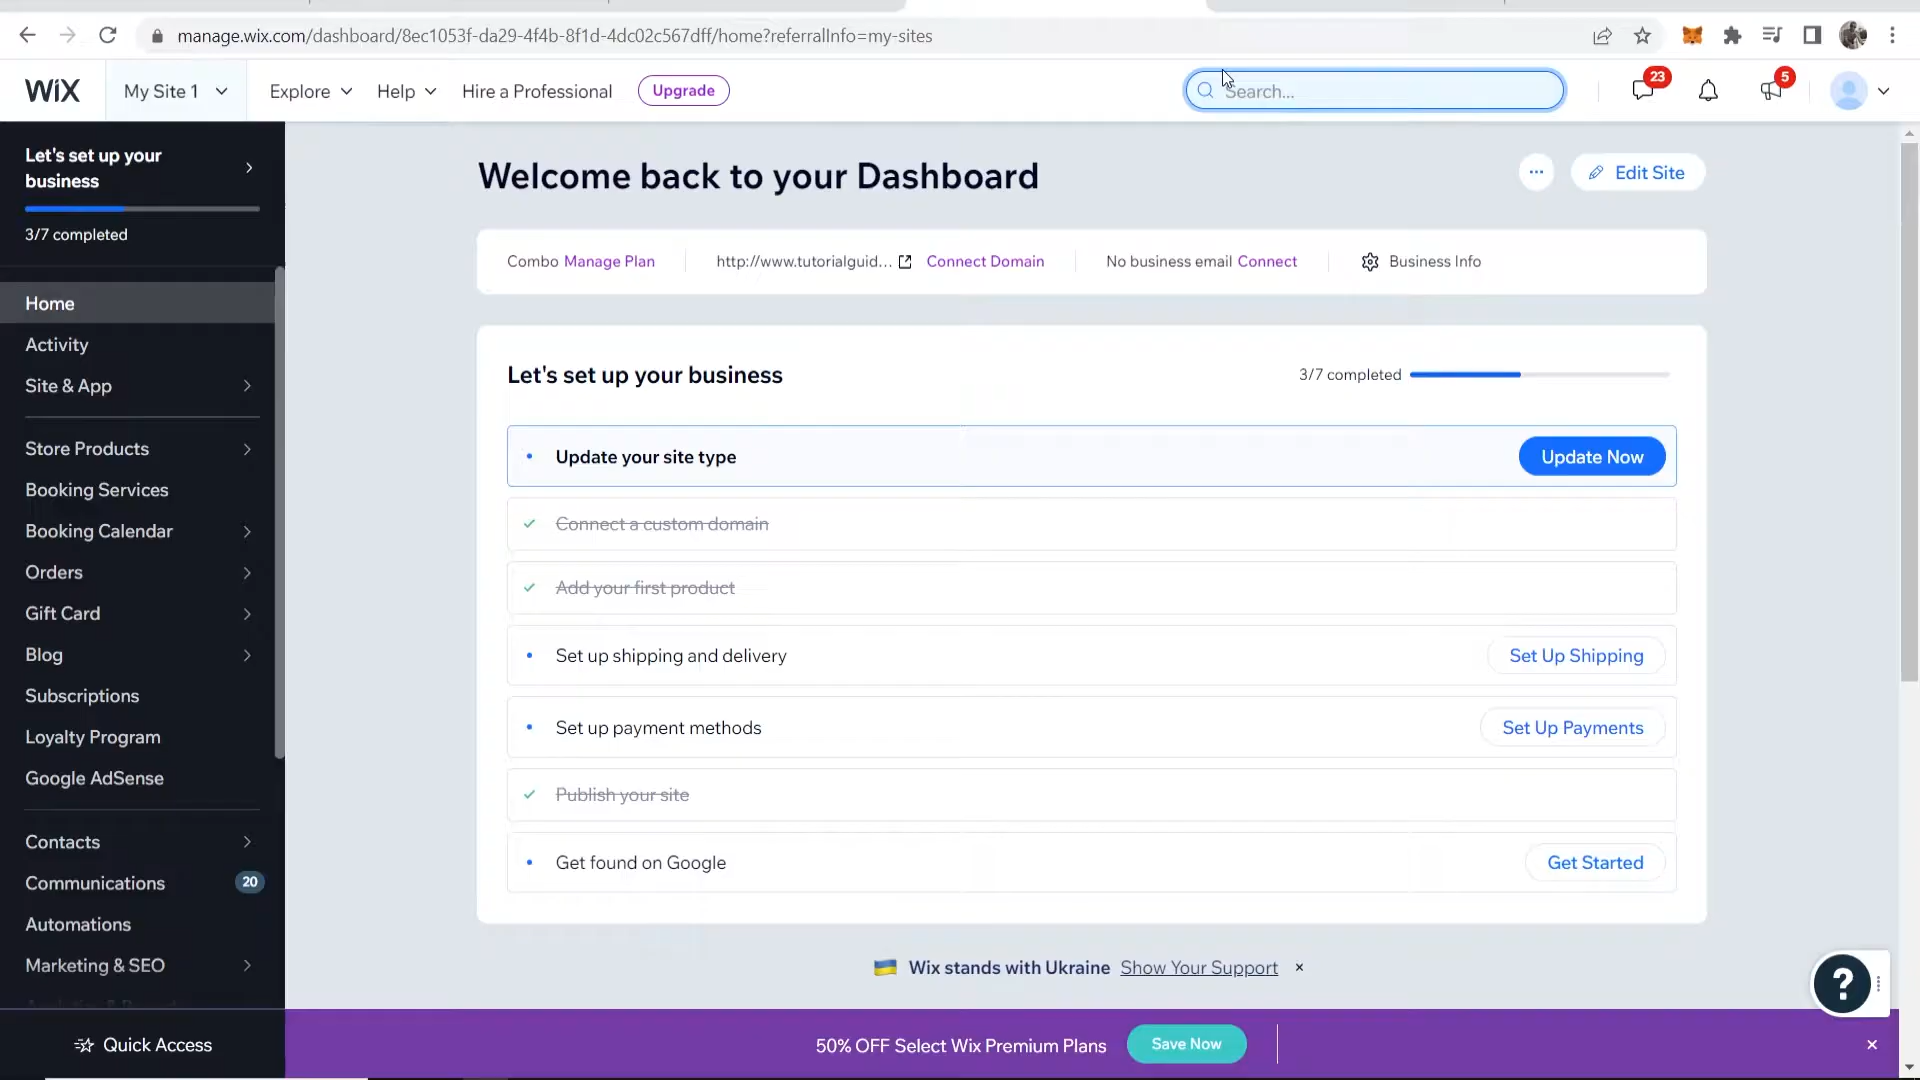 manage.wix.com/dashboard/8ec1053f-da29-4f4b-8f1d-4dc02c567dff/home?referralInfo=my-sites
WiX
My Site 1
Explore
Help
Hire a Professional
Upgrade
Search...
23
5
Let's set up your
business
3/7 completed
Home
Activity
Site & App
Store Products
Booking Services
Booking Calendar
Orders
Gift Card
Blog
Subscriptions
Loyalty Program
Google AdSense
Contacts
Communications
20
Automations
Marketing & SEO
Quick Access
Welcome back to your Dashboard
Edit Site
Combo Manage Plan
http://www.tutorialguid... Connect Domain
No business email Connect
Business Info
Let's set up your business
3/7 completed
Update your site type
Update Now
Connect a custom domain
Add your first product
Set up shipping and delivery
Set Up Shipping
Set up payment methods
Set Up Payments
Publish your site
Get found on Google
Get Started
Wix stands with Ukraine Show Your Support ×
?
50% OFF Select Wix Premium Plans
Save Now
×